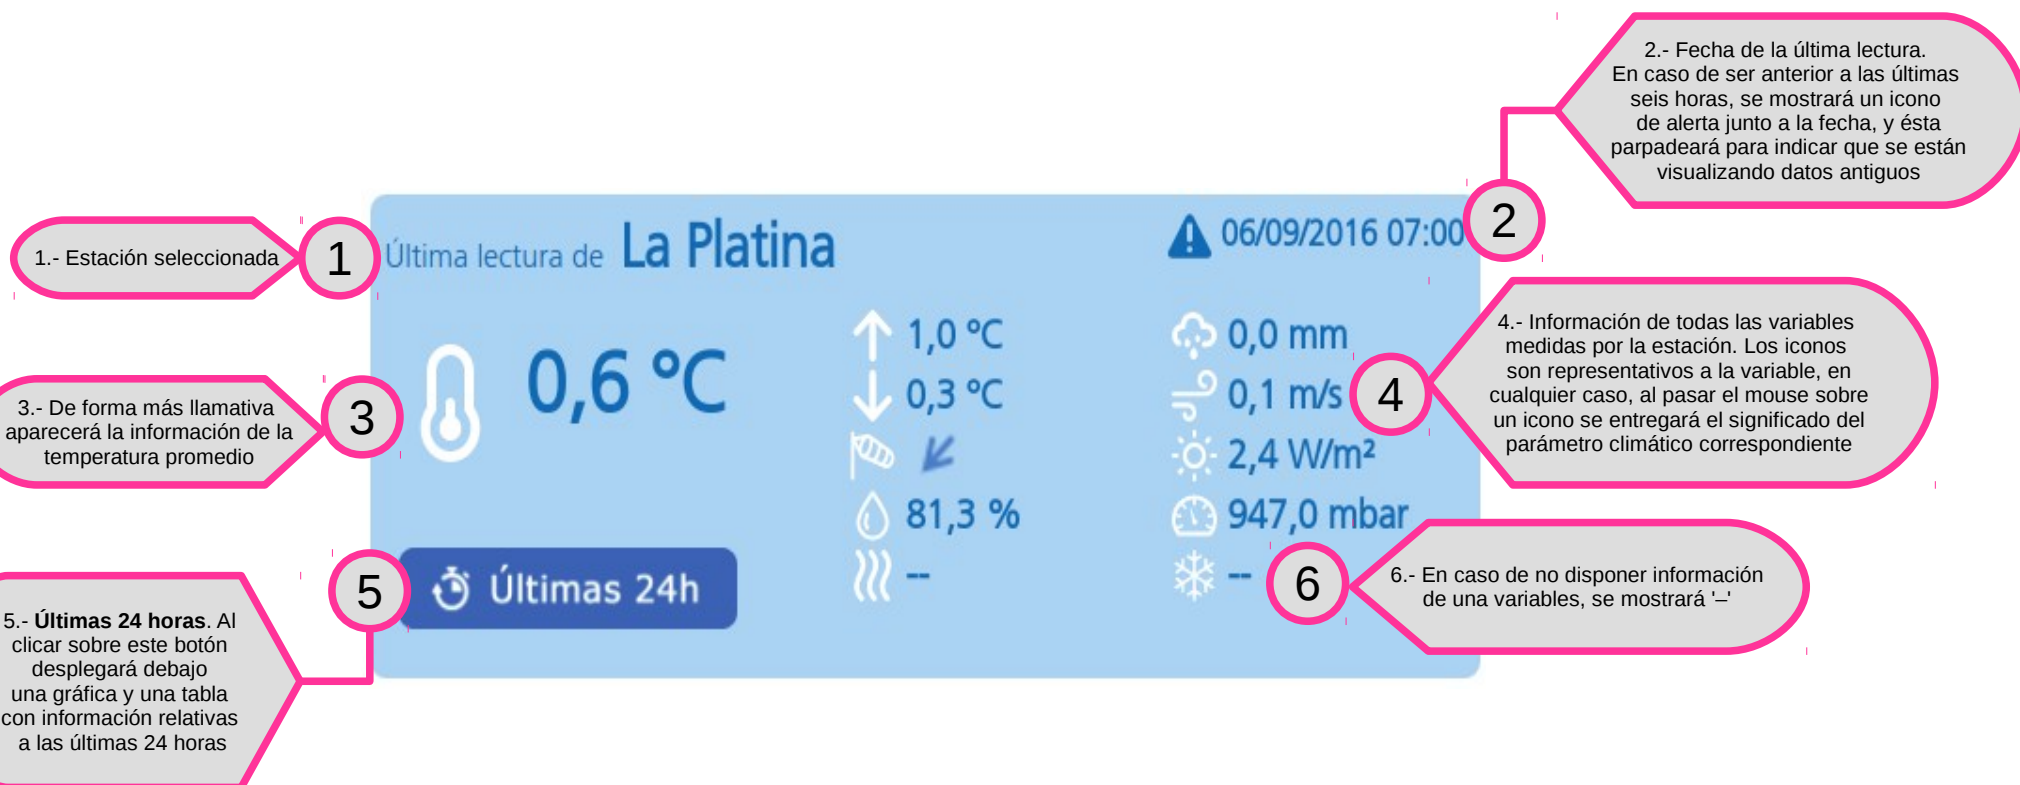 2.- Fecha de la última lectura.
En caso de ser anterior a las últimas
seis horas, se mostrará un icono
de alerta junto a la fecha, y ésta
parpadeará para indicar que se están
visualizando datos antiguos
2
1.- Estación seleccionada
1
Última lectura de La Platina
06/09/2016 07:00
3.- De forma más llamativa
aparecerá la información de la
temperatura promedio
3
0,6 °C
1,0 °C
0,3 °C
81,3 %
--
0,0 mm
0,1 m/s
2,4 W/m²
947,0 mbar
--
4
4.- Información de todas las variables
medidas por la estación. Los iconos
son representativos a la variable, en
cualquier caso, al pasar el mouse sobre
un icono se entregará el significado del
parámetro climático correspondiente
5.- Últimas 24 horas. Al
clicar sobre este botón
desplegará debajo
una gráfica y una tabla
con información relativas
a las últimas 24 horas
5
Últimas 24h
6
6.- En caso de no disponer información
de una variables, se mostrará '–'